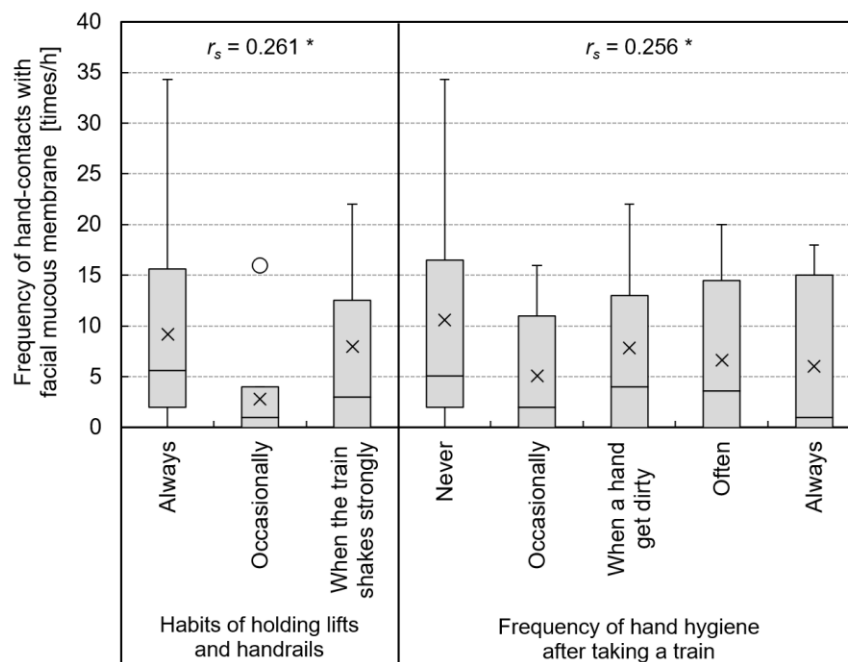 Frequency of hand-contacts with
facial mucous membrane [times/h]
40
35
30
25
20
15
10
5
0
rs = 0.261 *
rs = 0.256 *
Always
Occasionally
When the train
shakes strongly
Never
Occasionally
When a hand
get dirty
Often
Always
Habits of holding lifts
and handrails
Frequency of hand hygiene
after taking a train